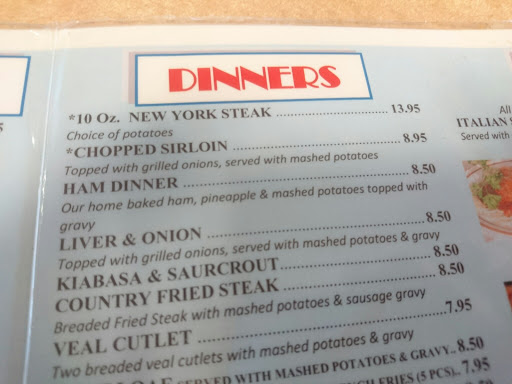 DINNERS
*10 Oz. NEW YORK STEAK 13.95
Choice of potatoes
*CHOPPED SIRLOIN 8.95
Topped with grilled onions, served with mashed potatoes
HAM DINNER 8.50
Our home baked ham, pineapple & mashed potatoes topped with
gravy
LIVER & ONION 8.50
Topped with grilled onions, served with mashed potatoes & gravy
KIABASA & SAURCROUT 8.50
COUNTRY FRIED STEAK 8.50
Breaded Fried Steak with mashed potatoes & sausage gravy
VEAL CUTLET 7.95
Two breaded veal cutlets with mashed potatoes & gravy
SERVED WITH MASHED POTATOES & GRAVY.. 8.50
FRIES (5 PCS).. 7.95
All
ITALIAN
Served with